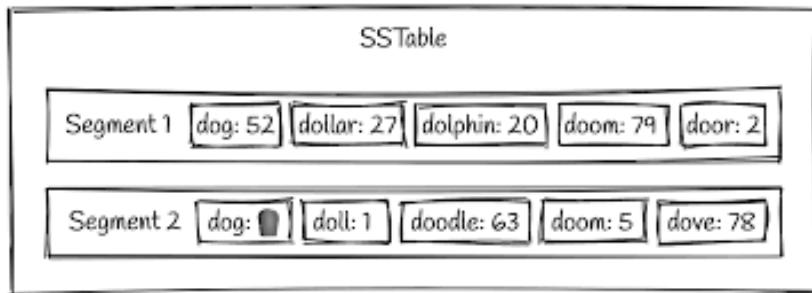 SSTable
Segment 1 dog: 52 dollar: 27 dolphin: 20 doom: 79 door: 2
Segment 2 dog: doll: 1 doodle: 63 doom: 5 dove: 78